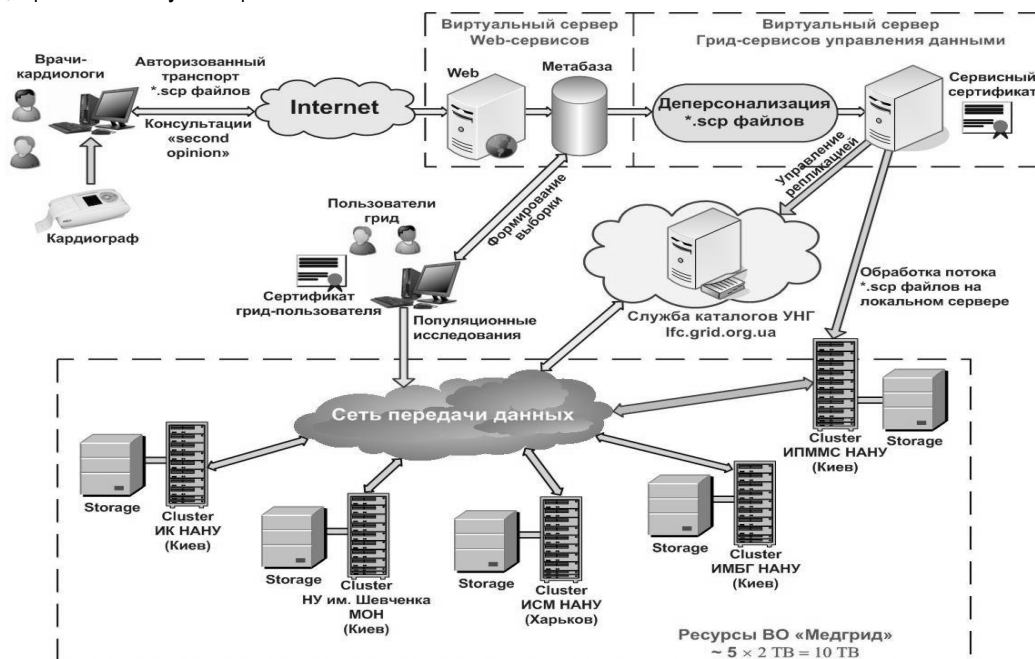 Виртуальный сервер
Web-сервисов
Виртуальный сервер
Грид-сервисов управления данными
Врачи-
кардиологи
Авторизованный
транспорт
*.scp файлов
Консультации
«second
opinion»
Internet
Web
Метабаза
Деперсонализация
*.scp файлов
Сервисный
сертификат
Кардиограф
Пользователи
грид
Сертификат
грид-пользователя
Формирование
выборки
Управление
репликацией
Популяционные
исследования
Служба каталогов УНГ
lfc.grid.org.ua
Обработка потока
*.scp файлов на
локальном сервере
Сеть передачи данных
Cluster
ИПММС НАНУ
(Киев)
Storage
Storage
Cluster
ИК НАНУ
(Киев)
Storage
Cluster
НУ им. Шевченка
МОН
(Киев)
Storage
Cluster
ИСМ НАНУ
(Харьков)
Storage
Cluster
ИМБГ НАНУ
(Киев)
Ресурсы ВО «Медгрид»
~ 5 × 2 TB = 10 TB